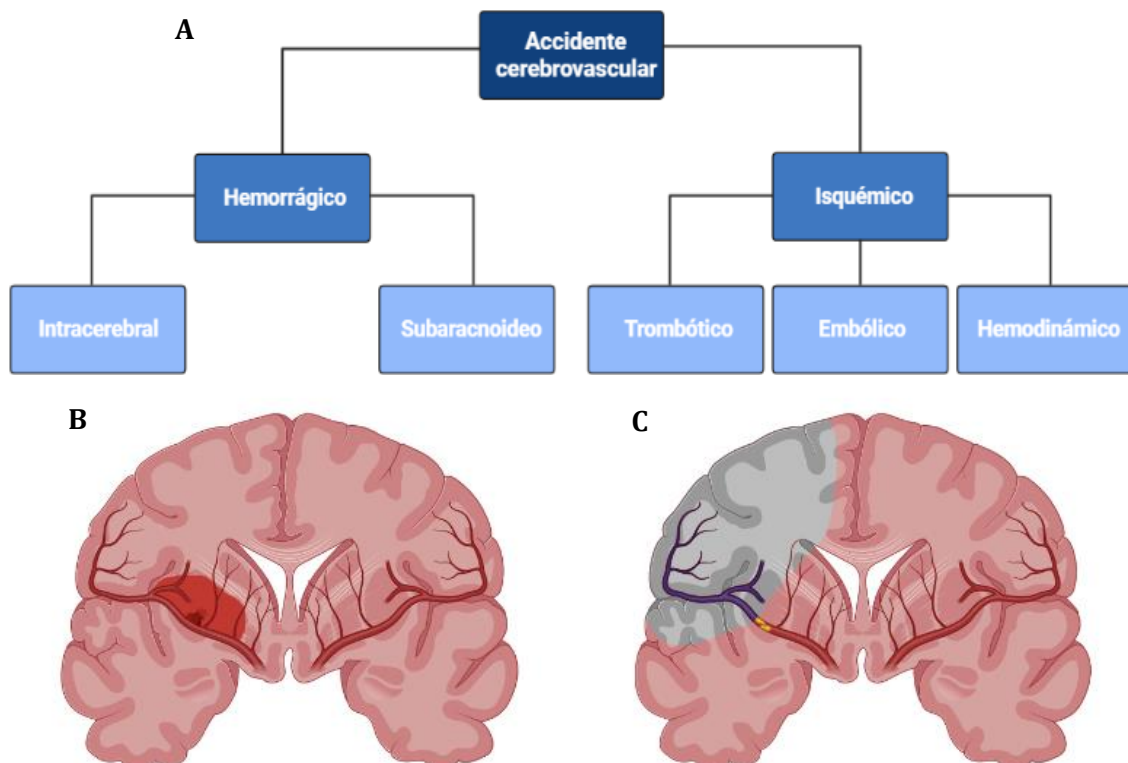 A
Accidente
cerebrovascular
Hemorrágico
Isquémico
Intracerebral
Subaracnoideo
Trombótico
Embólico
Hemodinámico
B
C